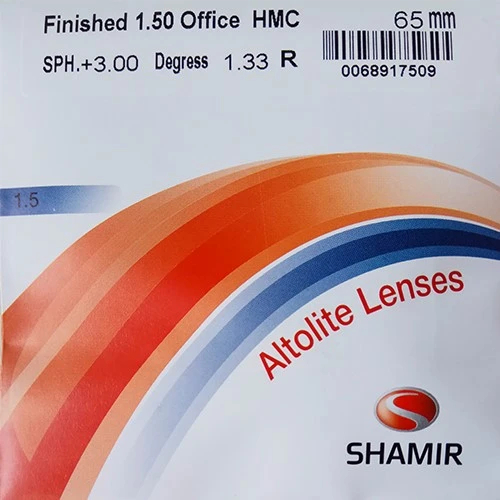 Finished 1.50 Office HMC 65 mm
SPH.+3.00 Degress 1.33 R
0068917509
1.5
Altolite Lenses
SHAMIR